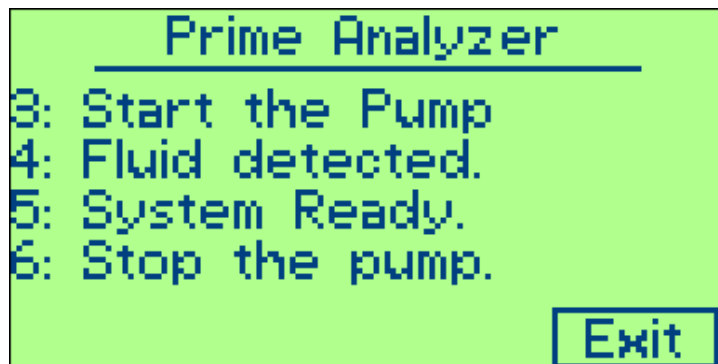 Prime Analyzer
3: Start the Pump
4: Fluid detected.
5: System Ready.
6: Stop the pump.
Exit